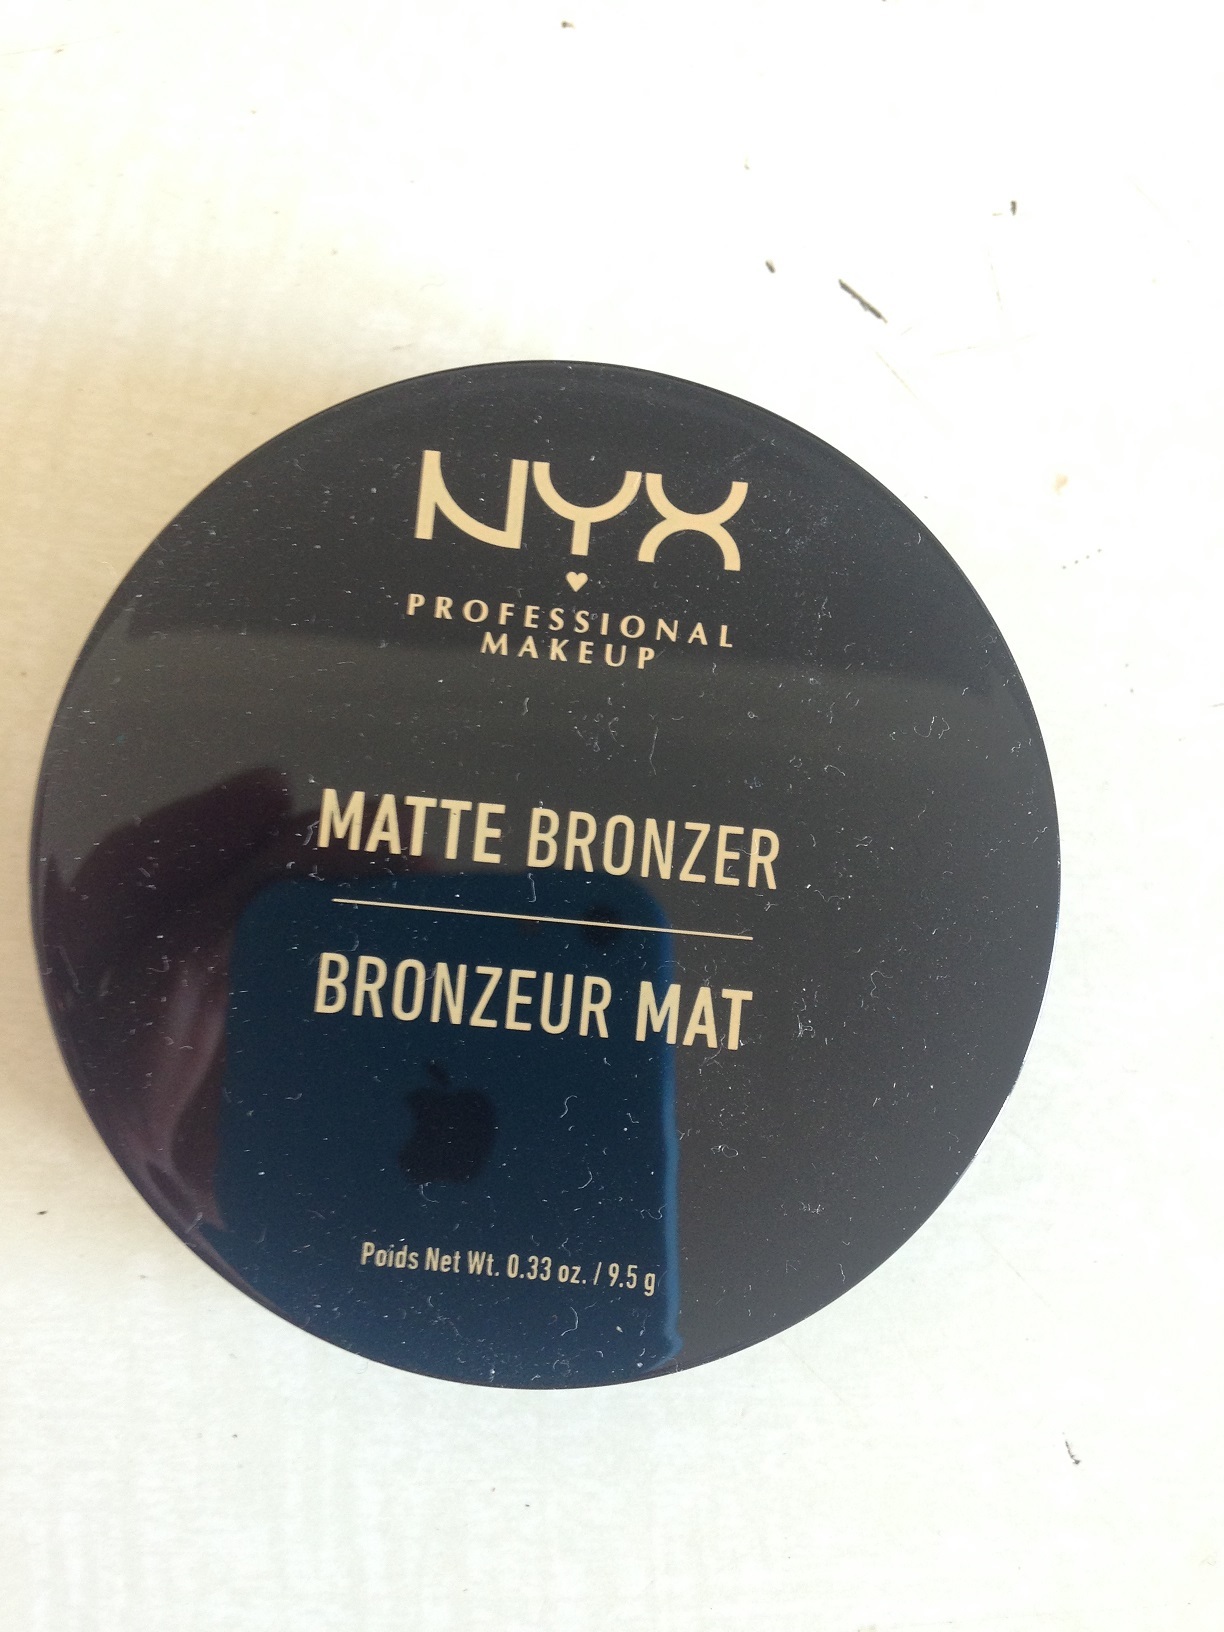 NYX
PROFESSIONAL
MAKEUP
MATTE BRONZER
BRONZEUR MAT
Poids Net Wt. 0.33 oz. / 9.5 g